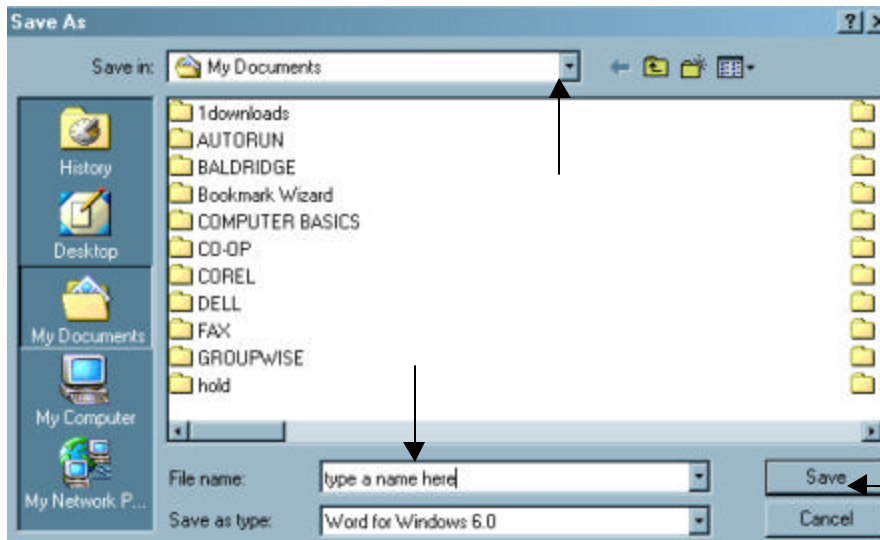 Save As
Save in: My Documents
History
Desktop
My Documents
My Computer
My Network P...
1downloads
AUTORUN
BALDRIDGE
Bookmark Wizard
COMPUTER BASICS
CO-OP
COREL
DELL
FAX
GROUPWISE
hold
File name: type a name here
Save
Save as type: Word for Windows 6.0
Cancel